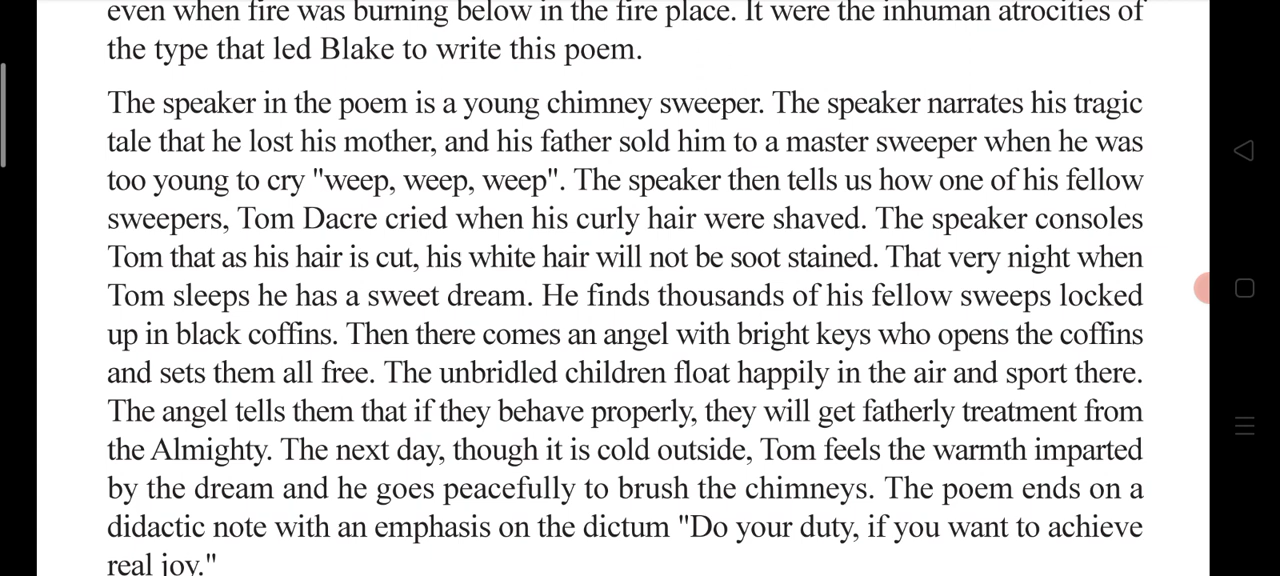 even when fire was burning below in the fire place. It were the inhuman atrocities of
the type that led Blake to write this poem.
The speaker in the poem is a young chimney sweeper. The speaker narrates his tragic
tale that he lost his mother, and his father sold him to a master sweeper when he was
too young to cry "weep, weep, weep". The speaker then tells us how one of his fellow
sweepers, Tom Dacre cried when his curly hair were shaved. The speaker consoles
Tom that as his hair is cut, his white hair will not be soot stained. That very night when
Tom sleeps he has a sweet dream. He finds thousands of his fellow sweeps locked
up in black coffins. Then there comes an angel with bright keys who opens the coffins
and sets them all free. The unbridled children float happily in the air and sport there.
The angel tells them that if they behave properly, they will get fatherly treatment from
the Almighty. The next day, though it is cold outside, Tom feels the warmth imparted
by the dream and he goes peacefully to brush the chimneys. The poem ends on a
didactic note with an emphasis on the dictum "Do your duty, if you want to achieve
real joy."